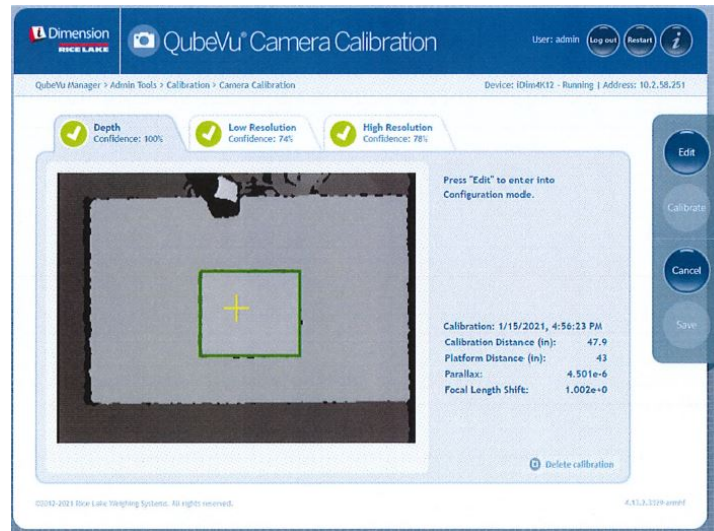 Dimension
RICE LAKE
QubeVu® Camera Calibration
User: admin
Log out
Restart
i
QubeVu Manager > Admin Tools > Calibration > Camera Calibration
Device: iDim4K12 - Running | Address: 10.2.58.251
Depth
Confidence: 100%
Low Resolution
Confidence: 74%
High Resolution
Confidence: 78%
Press "Edit" to enter into
Configuration mode.
Calibration: 1/15/2021, 4:56:23 PM
Calibration Distance (in): 47.9
Platform Distance (in): 43
Parallax: 4.501e-6
Focal Length Shift: 1.002e+0
Delete calibration
Edit
Calibrate
Cancel
Save
©2012-2021 Rice Lake Weighing Systems. All rights reserved.